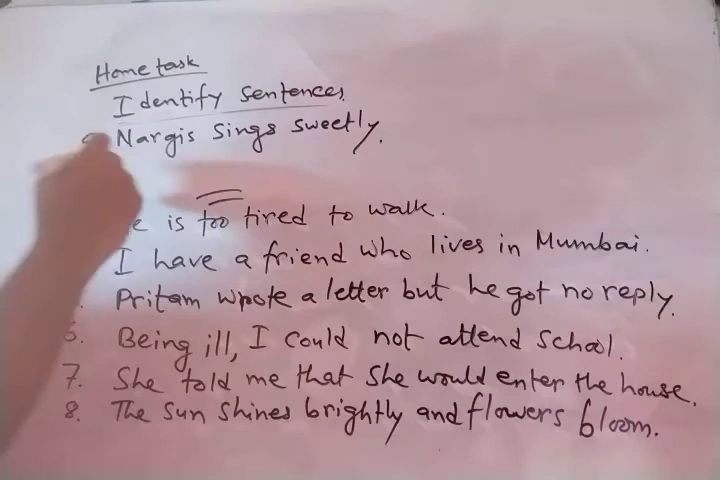 Home task
Identify sentences.
Nargis sings sweetly.
is too tired to walk.
I have a friend who lives in Mumbai.
Pritam wrote a letter but he got no reply.
6. Being ill, I could not attend school.
7. She told me that she would enter the house.
8. The sun shines brightly and flowers bloom.